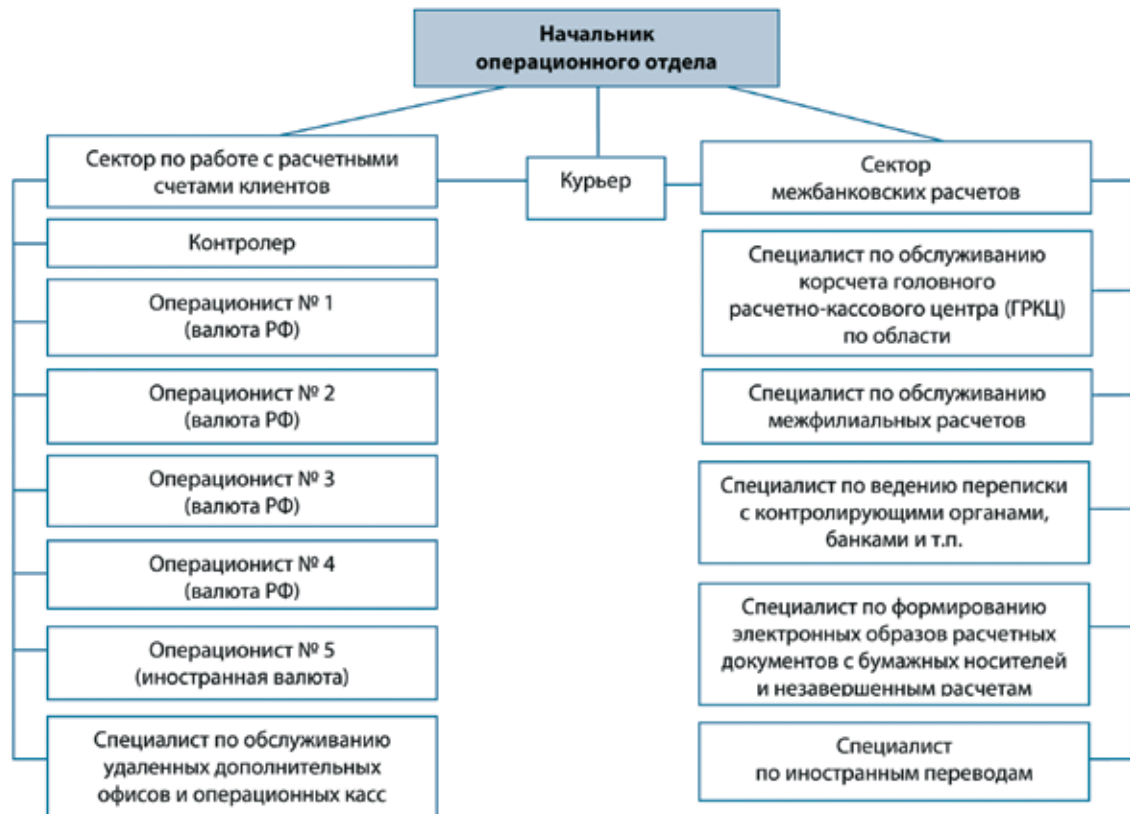 Начальник
операционного отдела
Сектор по работе с расчетными
счетами клиентов
Курьер
Сектор
межбанковских расчетов
Контролер
Операционист № 1
(валюта РФ)
Операционист № 2
(валюта РФ)
Операционист № 3
(валюта РФ)
Операционист № 4
(валюта РФ)
Операционист № 5
(иностранная валюта)
Специалист по обслуживанию
удаленных дополнительных
офисов и операционных касс
Специалист по обслуживанию
корсчета головного
расчетно-кассового центра (ГРКЦ)
по области
Специалист по обслуживанию
межфилиальных расчетов
Специалист по ведению переписки
с контролирующими органами,
банками и т.п.
Специалист по формированию
электронных образов расчетных
документов с бумажных носителей
и незавершенным расчетам
Специалист
по иностранным переводам